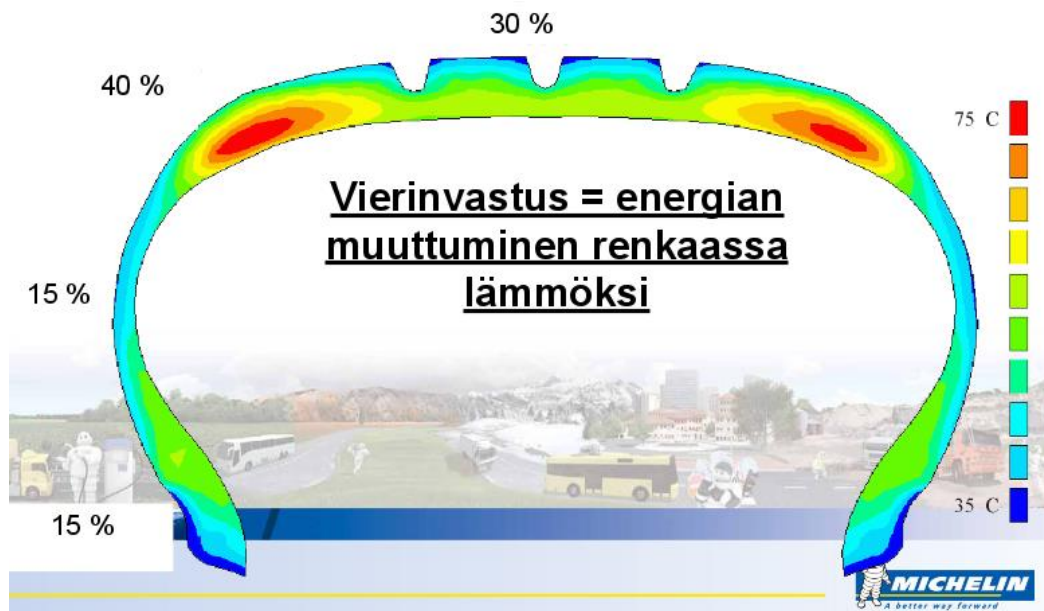 30 %
40 %
75 C
Vierinvastus = energian
muuttuminen renkaassa
lämmöksi
15 %
35 C
15 %
MICHELIN
A better way forward